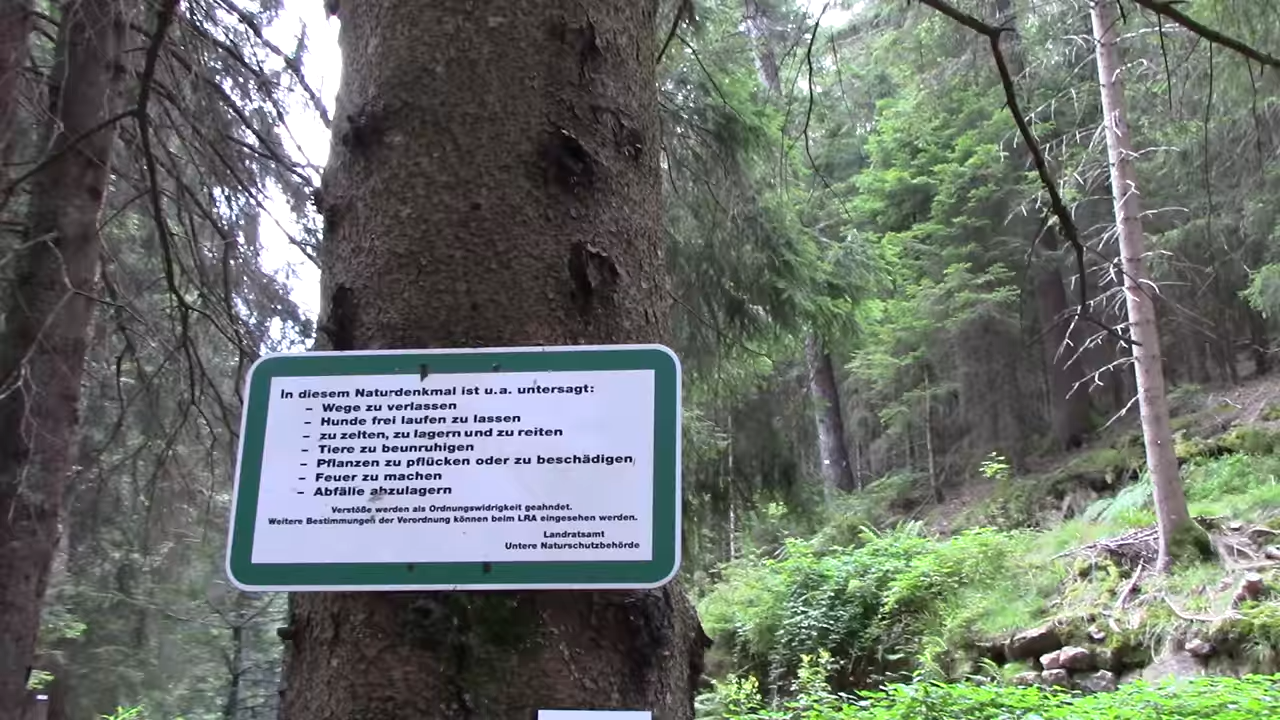 In diesem Naturdenkmal ist u.a. untersagt:
– Wege zu verlassen
– Hunde frei laufen zu lassen
– zu zelten, zu lagern und zu reiten
– Tiere zu beunruhigen
– Pflanzen zu pflücken oder zu beschädigen
– Feuer zu machen
– Abfälle abzulagern
Verstöße werden als Ordnungswidrigkeit geahndet.
Weitere Bestimmungen der Verordnung können beim LRA eingesehen werden.
Landratsamt
Untere Naturschutzbehörde